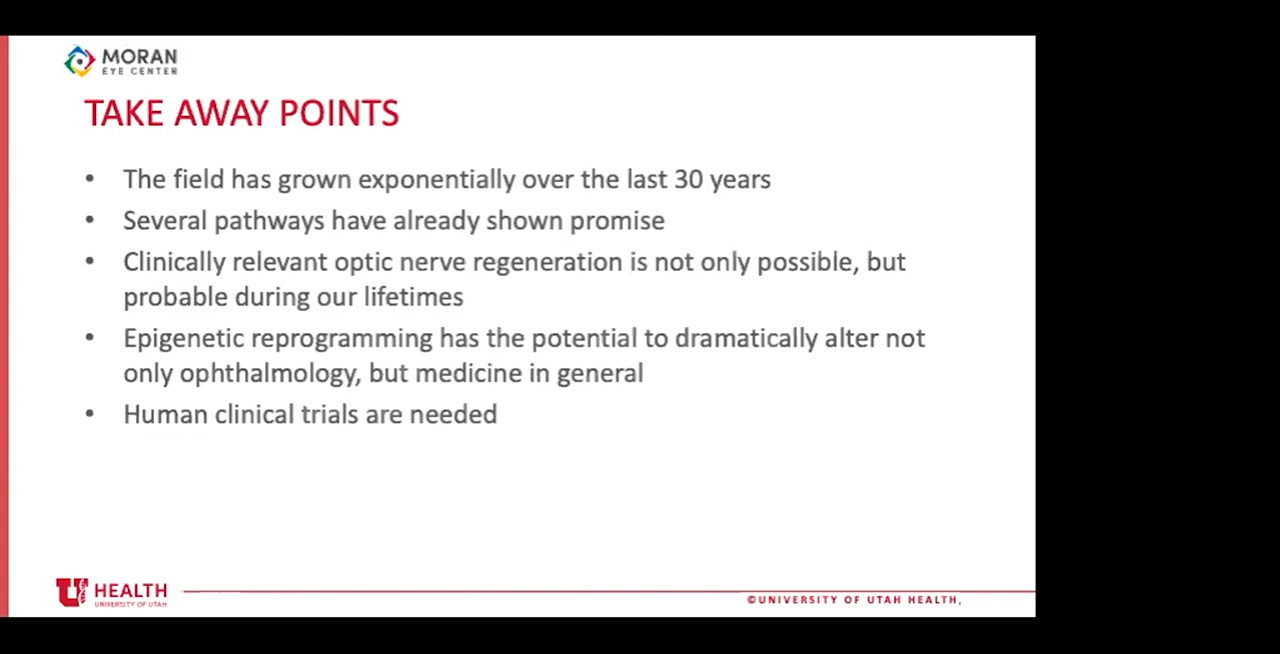 MORAN
EYE CENTER
TAKE AWAY POINTS
• The field has grown exponentially over the last 30 years
• Several pathways have already shown promise
• Clinically relevant optic nerve regeneration is not only possible, but
probable during our lifetimes
• Epigenetic reprogramming has the potential to dramatically alter not
only ophthalmology, but medicine in general
• Human clinical trials are needed
U HEALTH
UNIVERSITY OF UTAH
©UNIVERSITY OF UTAH HEALTH,